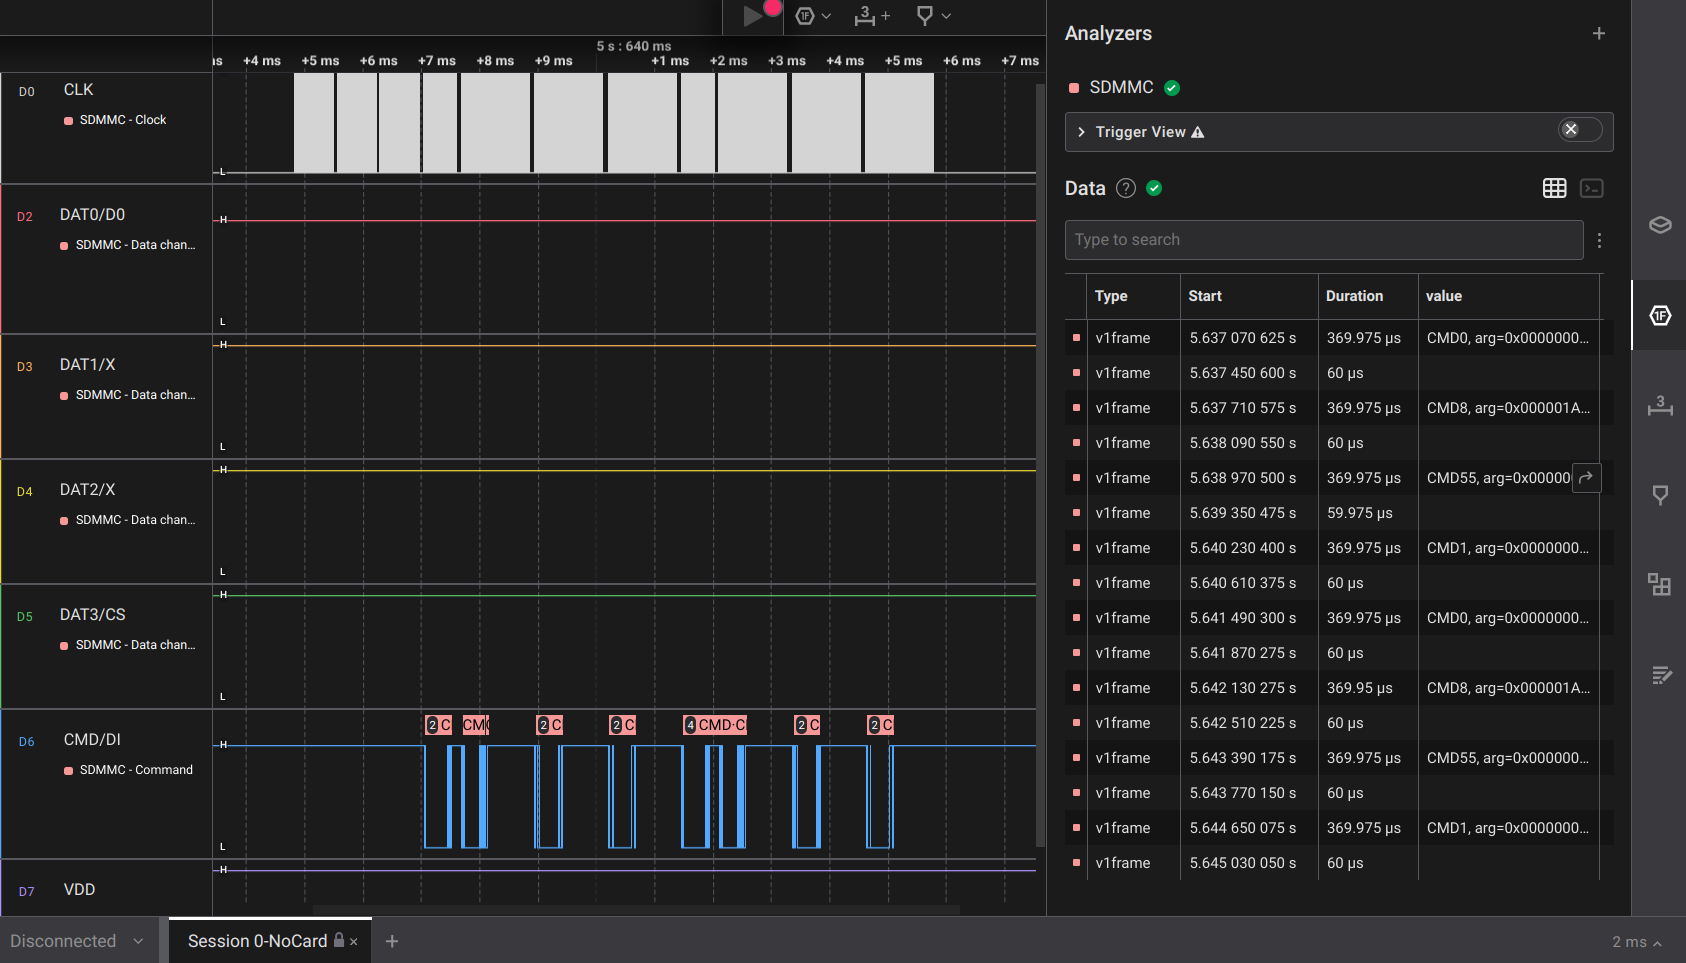 5 s : 640 ms
+4 ms +5 ms +6 ms +7 ms +8 ms +9 ms +1 ms +2 ms +3 ms +4 ms +5 ms +6 ms +7 ms
D0 CLK
SDMMC - Clock
L
D2 DAT0/D0
SDMMC - Data chan...
H
L
D3 DAT1/X
SDMMC - Data chan...
H
L
D4 DAT2/X
SDMMC - Data chan...
H
L
D5 DAT3/CS
SDMMC - Data chan...
H
L
D6 CMD/DI
SDMMC - Command
2 C CM 2 C 2 C 4 CMD·C 2 C 2 C
H
L
D7 VDD
H
Analyzers
SDMMC
Trigger View
Data
Type to search
Type Start Duration value
v1frame 5.637 070 625 s 369.975 µs CMD0, arg=0x0000000...
v1frame 5.637 450 600 s 60 µs
v1frame 5.637 710 575 s 369.975 µs CMD8, arg=0x000001A...
v1frame 5.638 090 550 s 60 µs
v1frame 5.638 970 500 s 369.975 µs CMD55, arg=0x00000
v1frame 5.639 350 475 s 59.975 µs
v1frame 5.640 230 400 s 369.975 µs CMD1, arg=0x0000000...
v1frame 5.640 610 375 s 60 µs
v1frame 5.641 490 300 s 369.975 µs CMD0, arg=0x0000000...
v1frame 5.641 870 275 s 60 µs
v1frame 5.642 130 275 s 369.95 µs CMD8, arg=0x000001A...
v1frame 5.642 510 225 s 60 µs
v1frame 5.643 390 175 s 369.975 µs CMD55, arg=0x000000...
v1frame 5.643 770 150 s 60 µs
v1frame 5.644 650 075 s 369.975 µs CMD1, arg=0x0000000...
v1frame 5.645 030 050 s 60 µs
1F
3
1F
3
Disconnected
Session 0-NoCard
2 ms